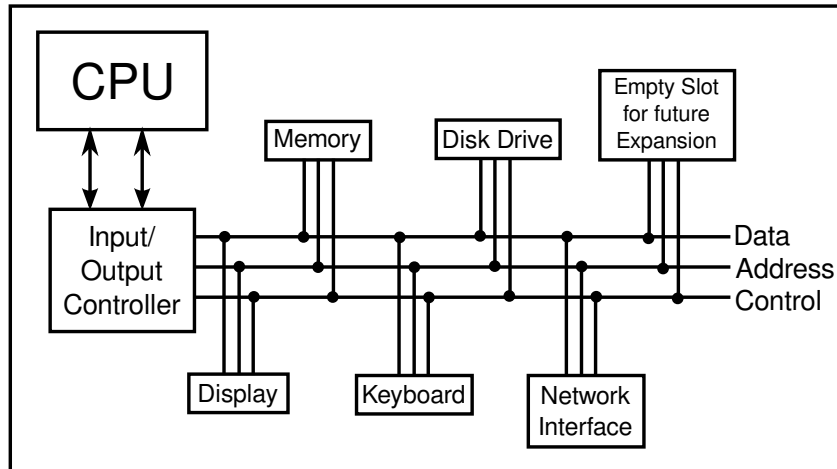 CPU
Empty Slot
for future
Expansion
Memory
Disk Drive
Input/
Output
Controller
Data
Address
Control
Display
Keyboard
Network
Interface